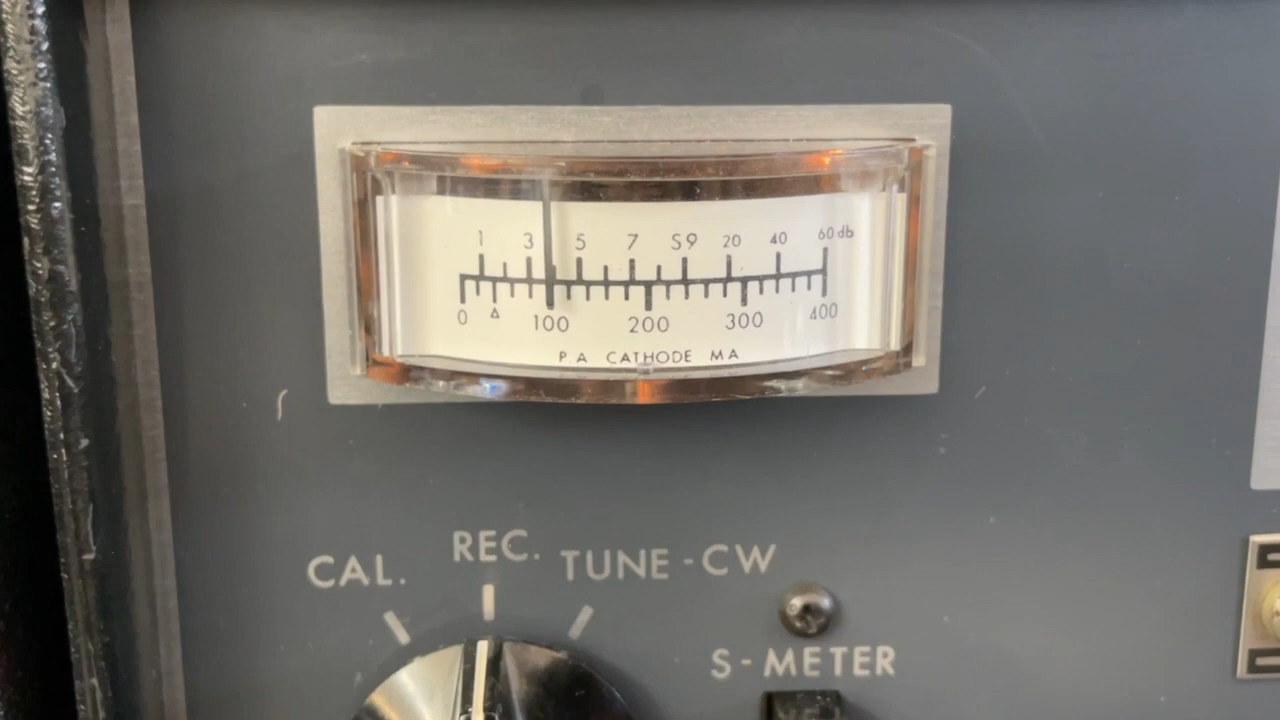 1 3 5 7 S9 20 40 60 db
0 Δ 100 200 300 400
PA CATHODE MA
CAL. REC. TUNE-CW
S-METER